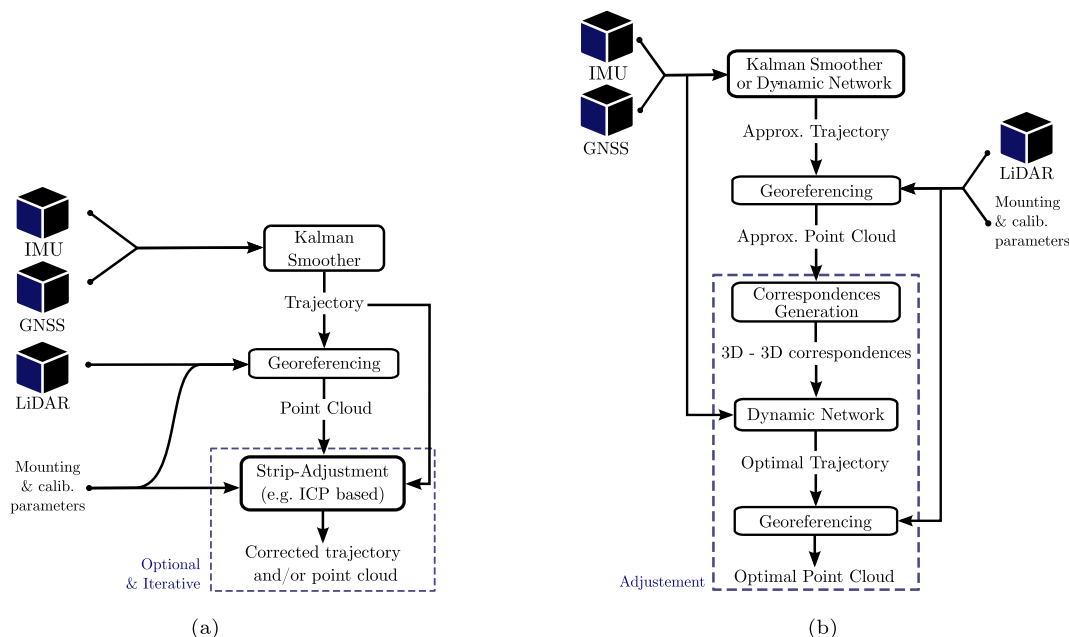 IMU
GNSS
LiDAR
Mounting
& calib.
parameters
Kalman
Smoother
Trajectory
Georeferencing
Point Cloud
Strip-Adjustment
(e.g. ICP based)
Corrected trajectory
and/or point cloud
Optional
& Iterative
(a)
IMU
GNSS
Kalman Smoother
or Dynamic Network
Approx. Trajectory
LiDAR
Mounting
& calib.
parameters
Georeferencing
Approx. Point Cloud
Correspondences
Generation
3D - 3D correspondences
Dynamic Network
Optimal Trajectory
Georeferencing
Optimal Point Cloud
Adjustement
(b)